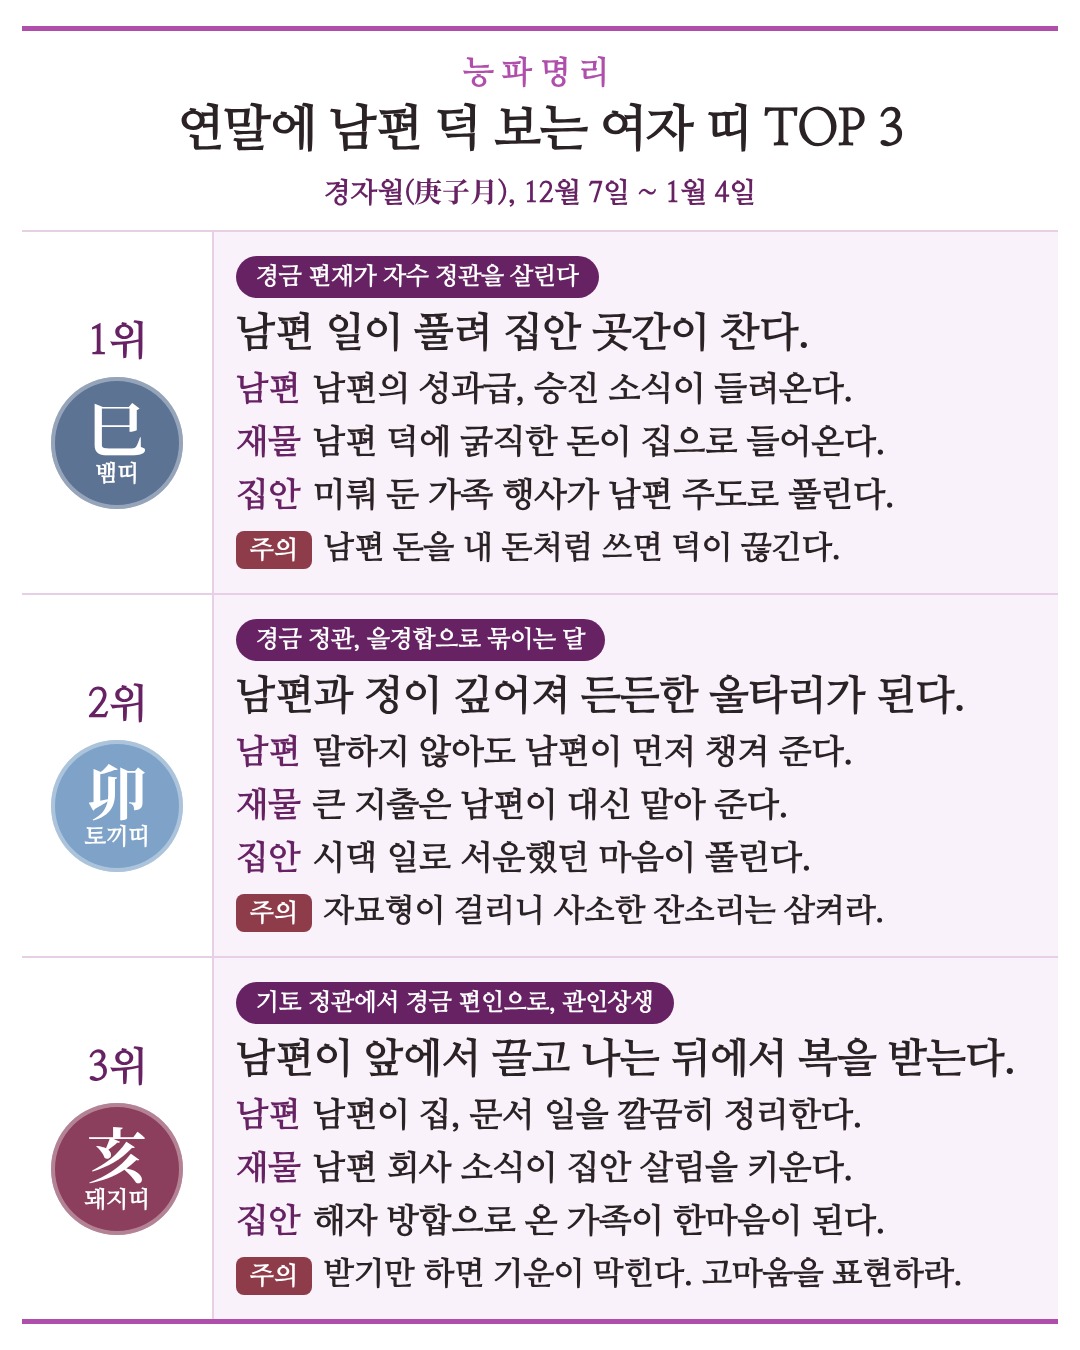 능파명리
연말에 남편 덕 보는 여자 띠 TOP 3
경자월(庚子月), 12월 7일 ~ 1월 4일
1위
巳
뱀띠
경금 편재가 자수 정관을 살린다
남편 일이 풀려 집안 곳간이 찬다.
남편 남편의 성과급, 승진 소식이 들려온다.
재물 남편 덕에 굵직한 돈이 집으로 들어온다.
집안 미뤄 둔 가족 행사가 남편 주도로 풀린다.
주의 남편 돈을 내 돈처럼 쓰면 덕이 끊긴다.
2위
卯
토끼띠
경금 정관, 을경합으로 묶이는 달
남편과 정이 깊어져 든든한 울타리가 된다.
남편 말하지 않아도 남편이 먼저 챙겨 준다.
재물 큰 지출은 남편이 대신 맡아 준다.
집안 시댁 일로 서운했던 마음이 풀린다.
주의 자묘형이 걸리니 사소한 잔소리는 삼켜라.
3위
亥
돼지띠
기토 정관에서 경금 편인으로, 관인상생
남편이 앞에서 끌고 나는 뒤에서 복을 받는다.
남편 남편이 집, 문서 일을 깔끔히 정리한다.
재물 남편 회사 소식이 집안 살림을 키운다.
집안 해자 방합으로 온 가족이 한마음이 된다.
주의 받기만 하면 기운이 막힌다. 고마움을 표현하라.